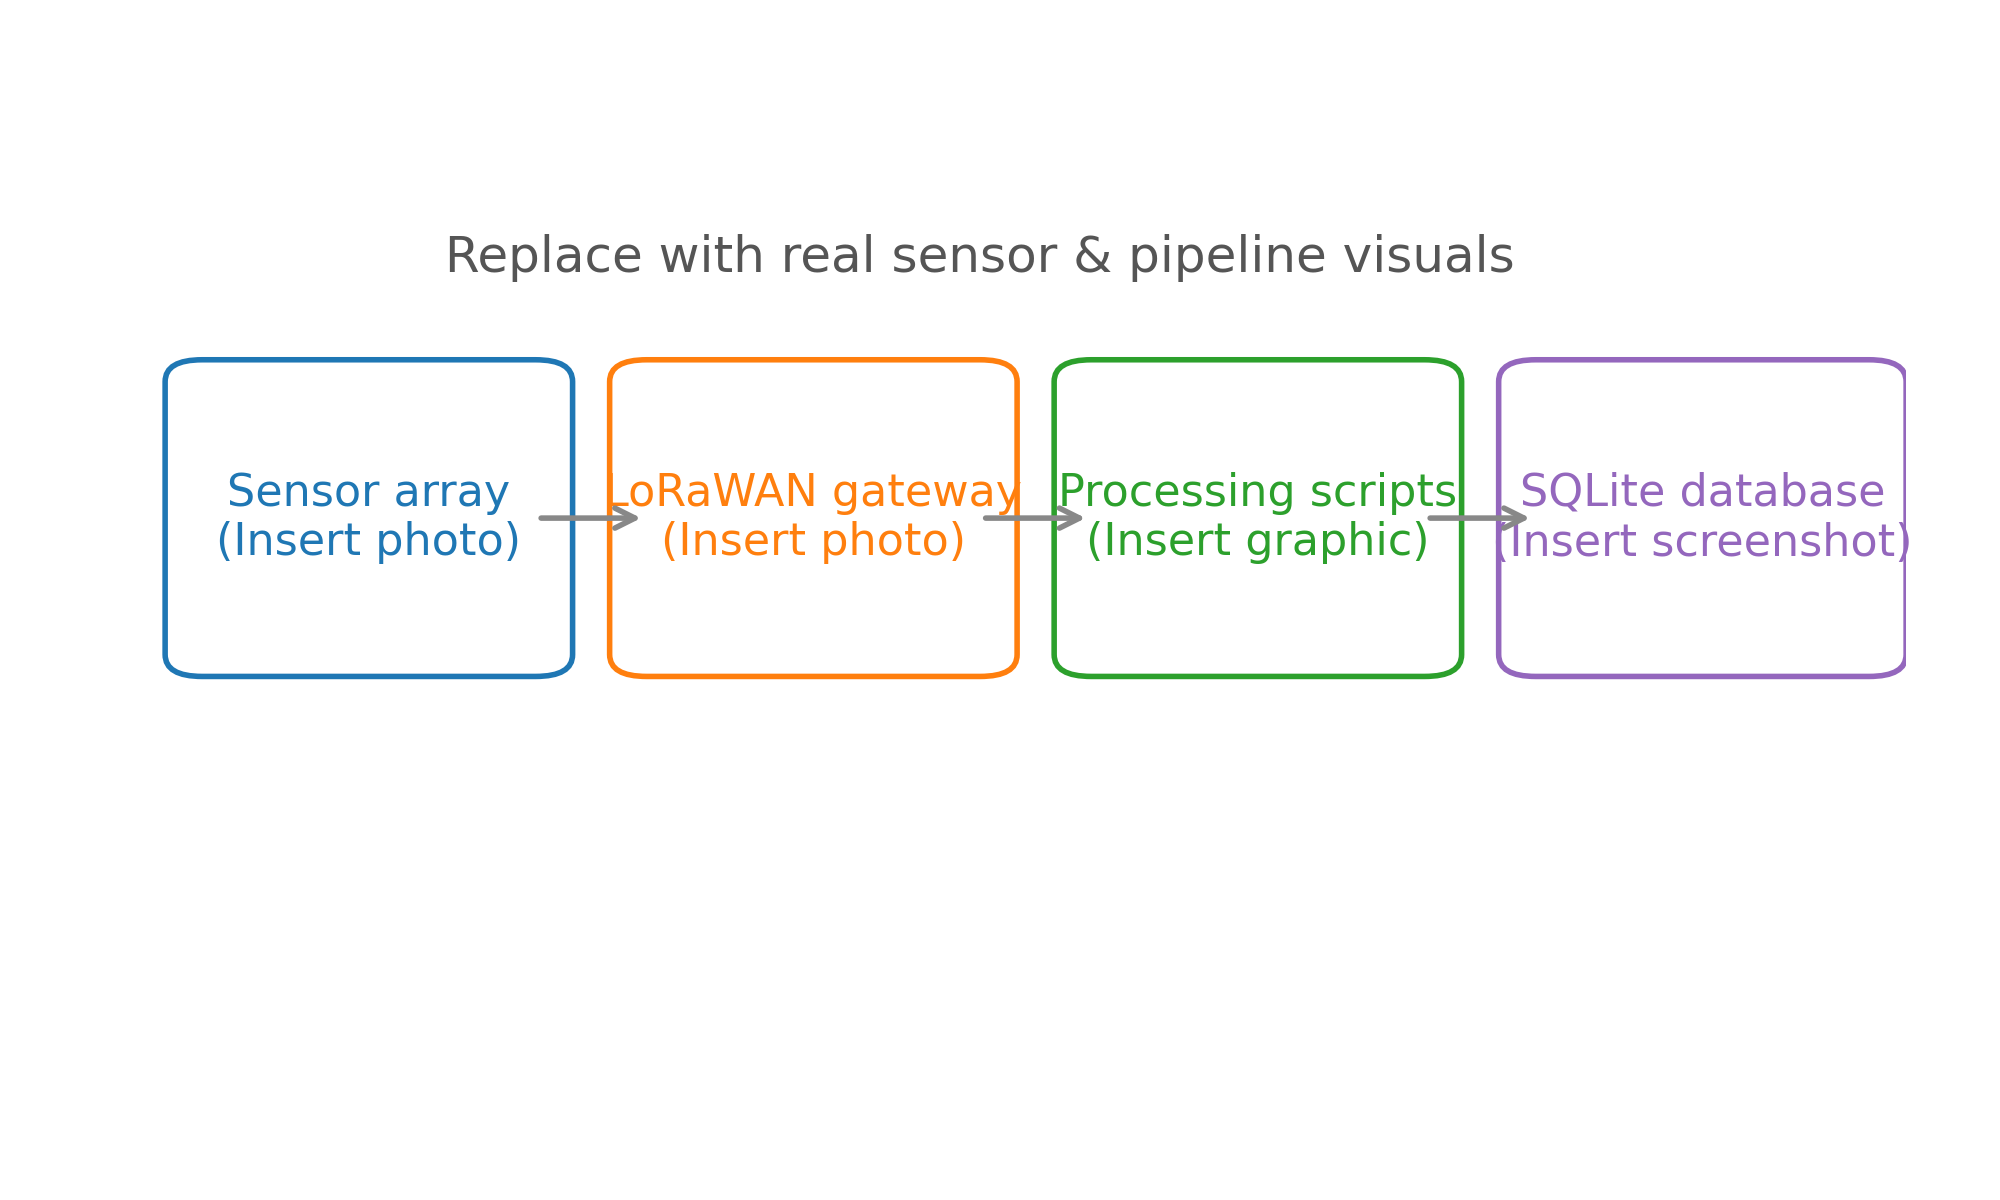 Replace with real sensor & pipeline visuals
Sensor array
(Insert photo)
LoRaWAN gateway
(Insert photo)
Processing scripts
(Insert graphic)
SQLite database
(Insert screenshot)